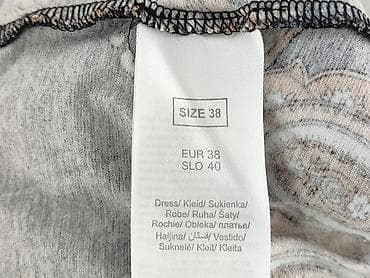 SIZE 38
EUR 38
SLO 40
Dress/ Kleid/ Sukienka/
Robe/ Ruha/ Šaty/
Rochie/ Obleka/ платье/
Haljina/ فستان/ Vestido/
Suknelė/ Kleit/ Kleita